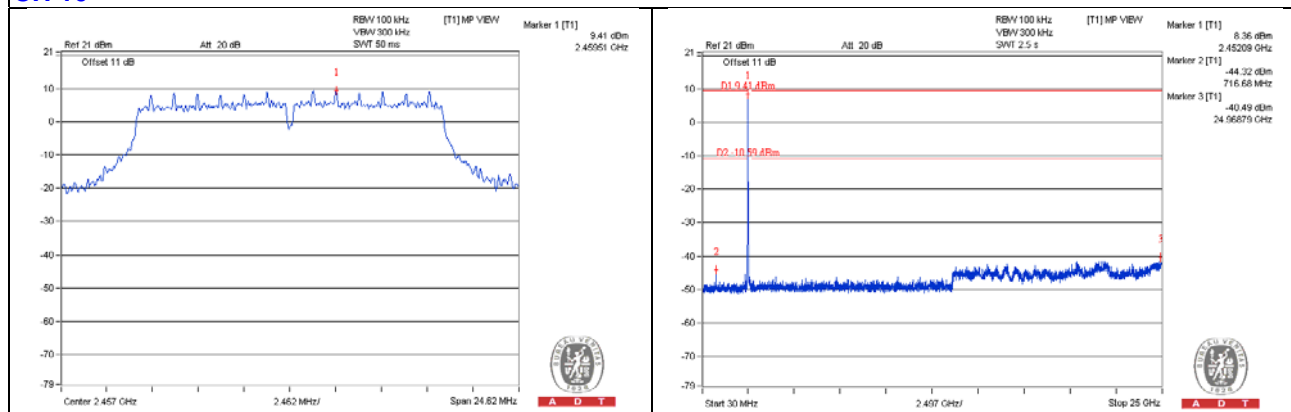 RBW 100 kHz [T1] MP VIEW
VBW 300 kHz
Ref 21 dBm Att 20 dB SWT 50 ms
Marker 1 [T1]
9.41 dBm
2.45951 GHz
21
Offset 11 dB
1
10
0
-10
-20
-30
-40
-50
-60
-70
-79
Center 2.457 GHz 2.462 MHz/ Span 24.62 MHz
BUREAU VERITAS
1828
A D T
RBW 100 kHz [T1] MP VIEW
VBW 300 kHz
Ref 21 dBm Att 20 dB SWT 2.5 s
Marker 1 [T1]
8.36 dBm
2.45209 GHz
Marker 2 [T1]
-44.32 dBm
716.68 MHz
Marker 3 [T1]
-40.49 dBm
24.96879 GHz
21
Offset 11 dB
1
D1 9.41 dBm
10
0
D2 -10.59 dBm
-10
-20
-30
2
3
-40
-50
-60
-70
-79
Start 30 MHz 2.497 GHz/ Stop 25 GHz
BUREAU VERITAS
1828
A D T